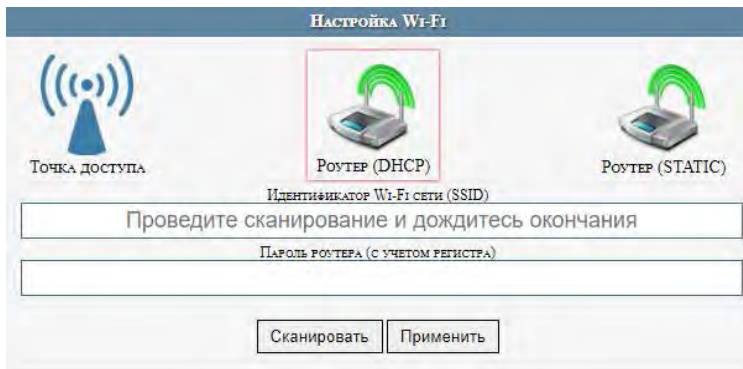 Настройка Wi-Fi
Точка доступа
Роутер (DHCP)
Роутер (STATIC)
Идентификатор Wi-Fi сети (SSID)
Проведите сканирование и дождитесь окончания
Пароль роутера (с учетом регистра)
Сканировать Применить